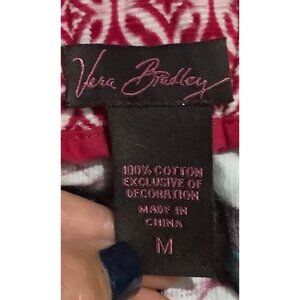 Vera Bradley
100% COTTON
EXCLUSIVE OF
DECORATION
MADE IN
CHINA
M